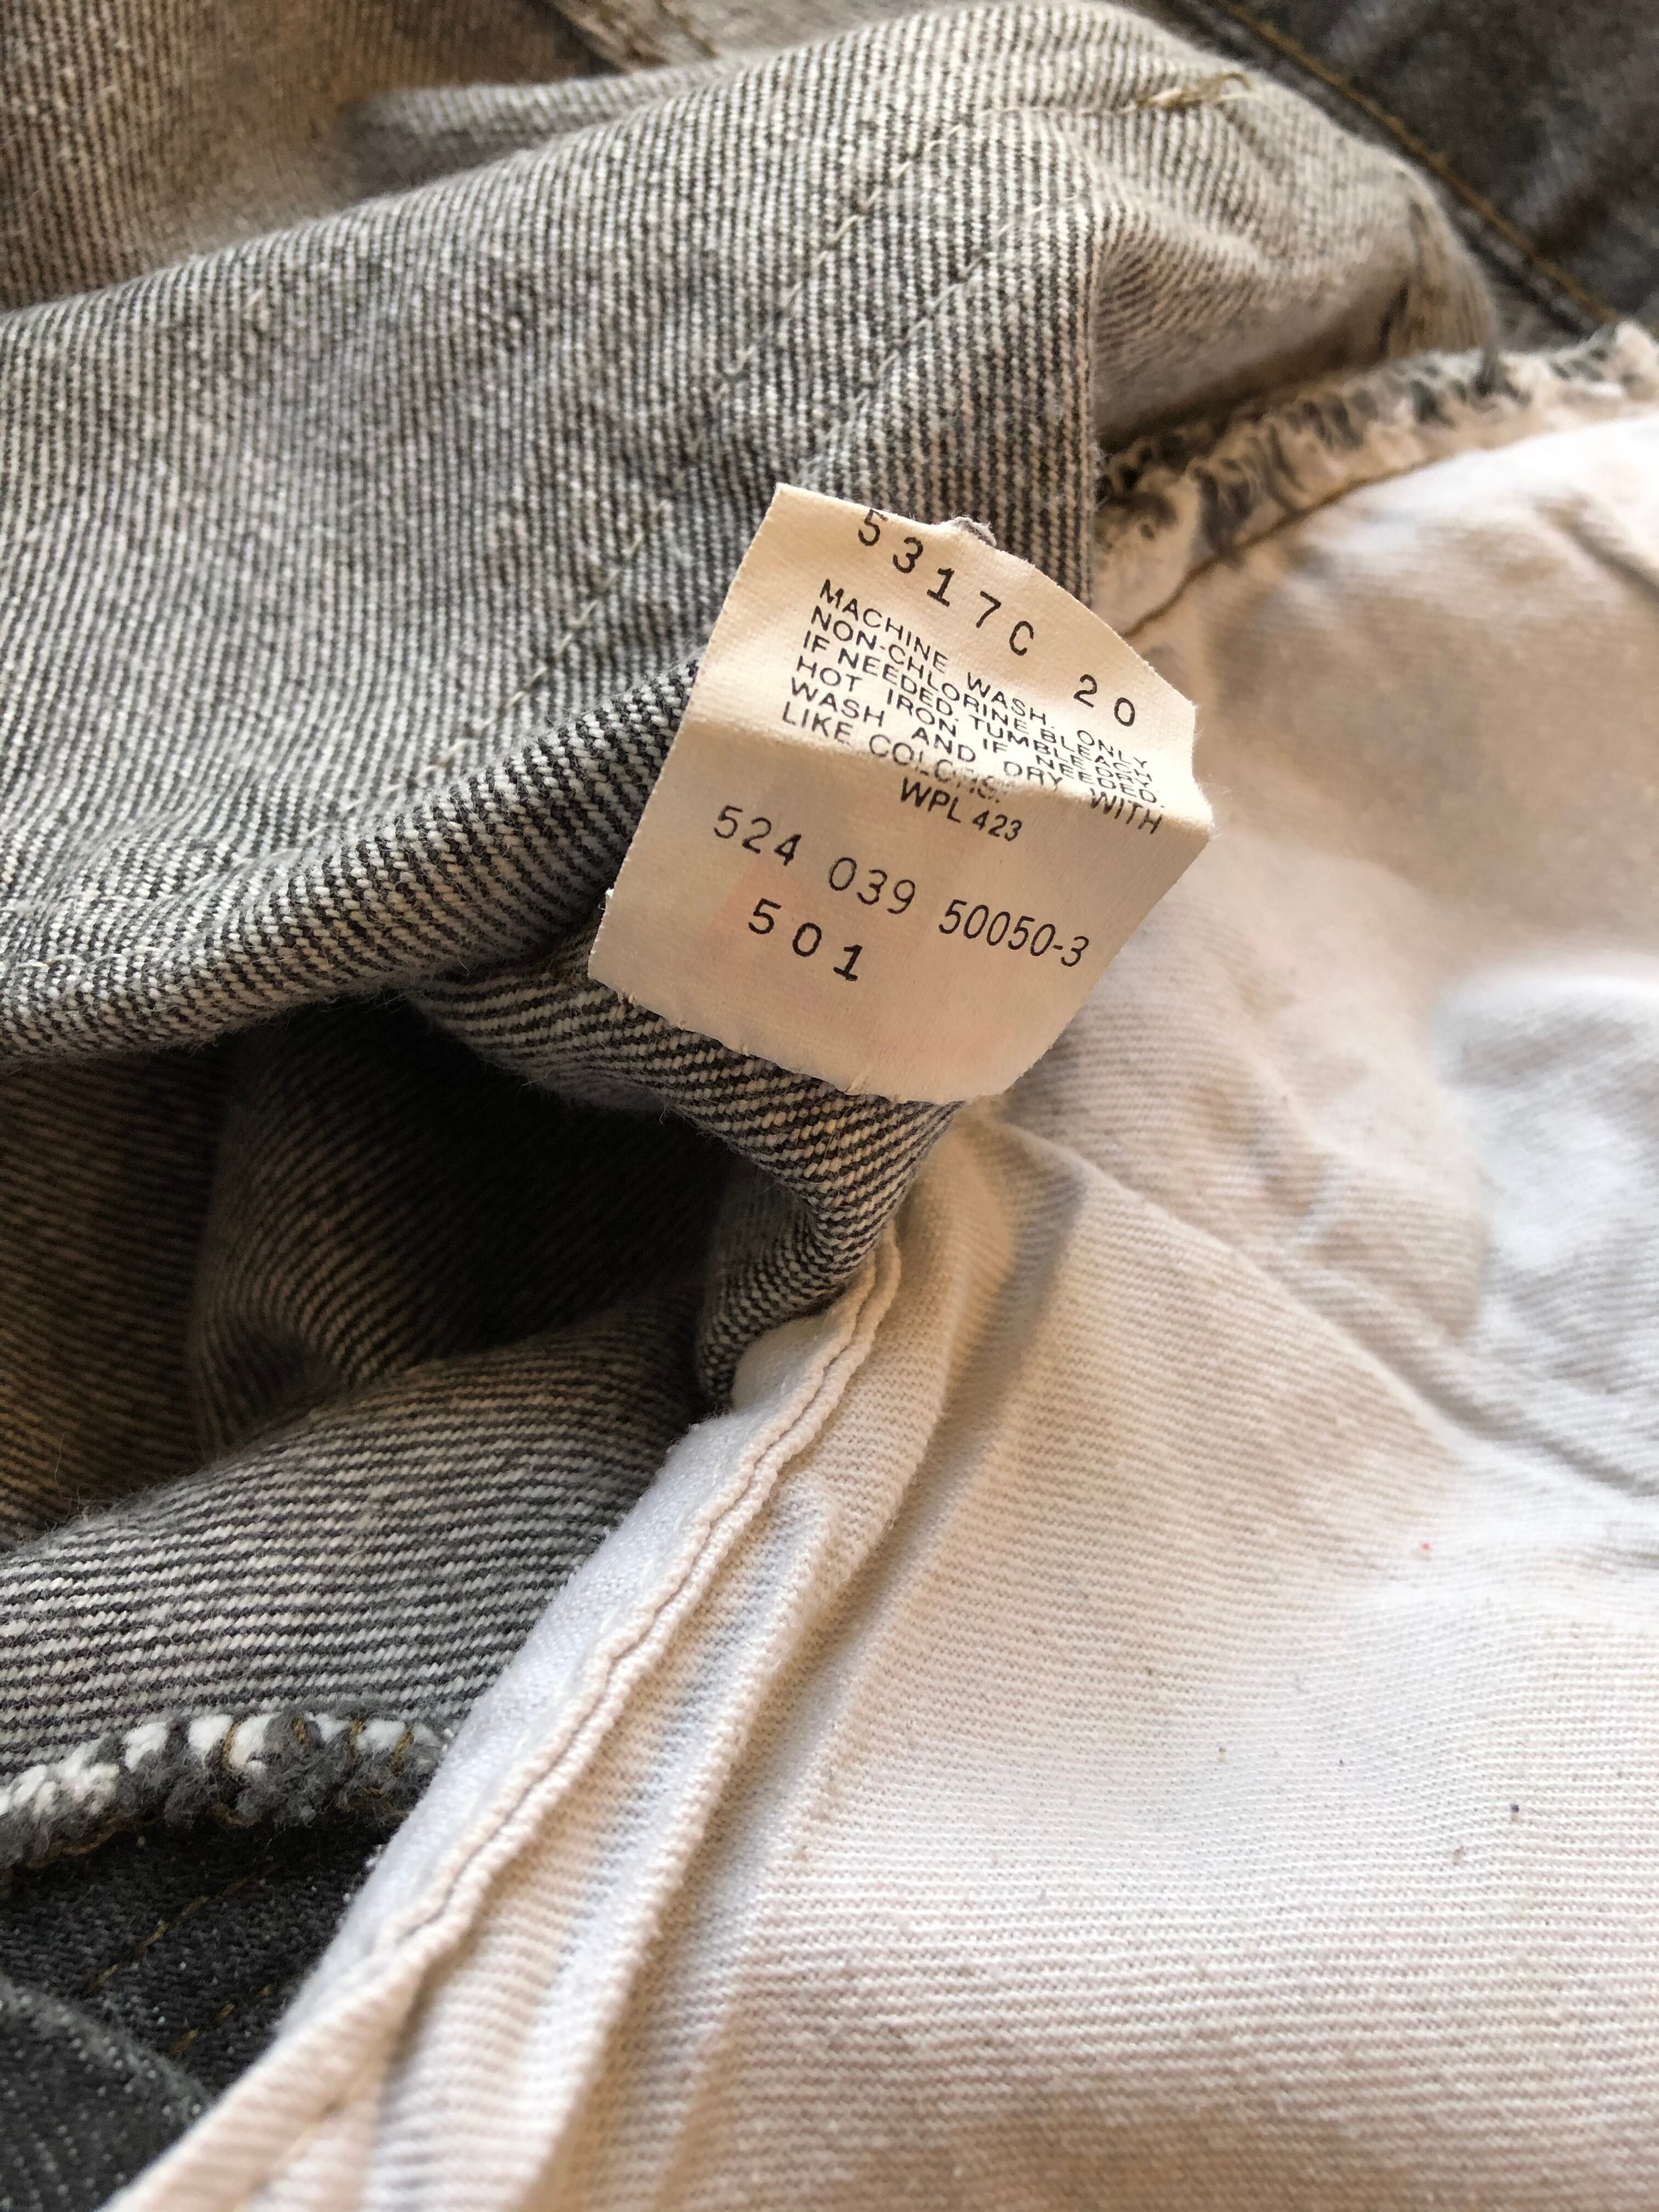 5317C 20
MACHINE WASH. ONLY
NON-CHLORINE BLEACH
IF NEEDED. TUMBLE DRY.
HOT IRON IF NEEDED.
WASH AND DRY WITH
LIKE COLORS.
WPL 423
524 039 50050-3
501